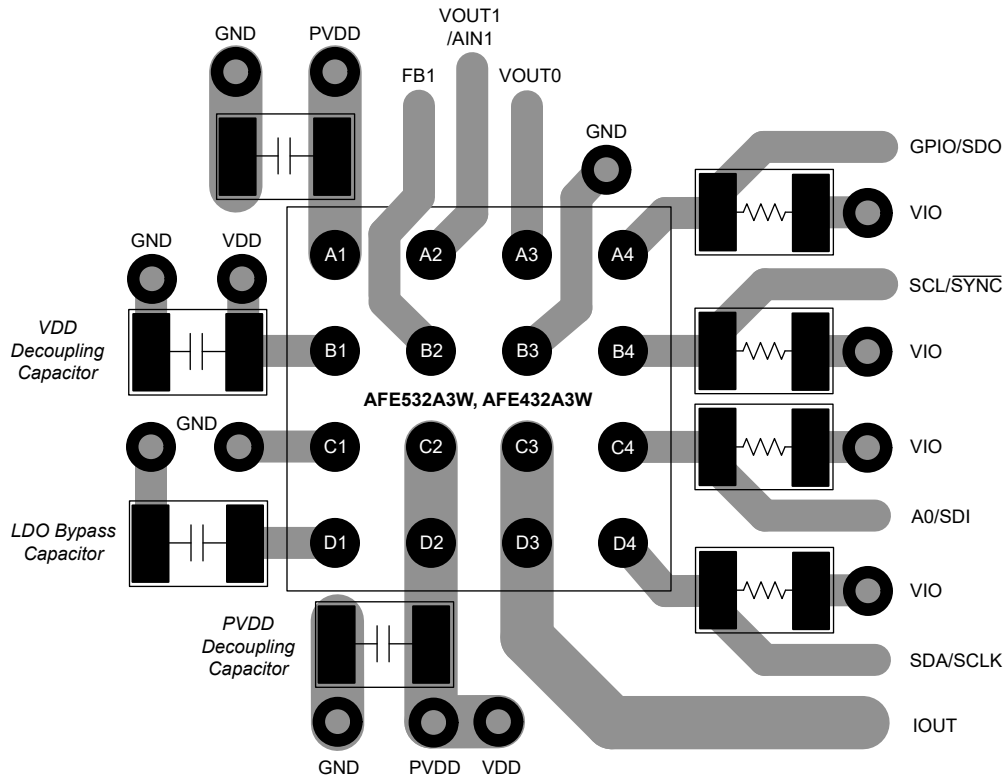 GND
PVDD
VOUT1
/AIN1
FB1
VOUT0
GND
GPIO/SDO
VIO
A1
A2
A3
A4
GND
VDD
SCL/SYNC
VDD
Decoupling
Capacitor
B1
B2
B3
B4
VIO
AFE532A3W, AFE432A3W
GND
C1
C2
C3
C4
VIO
LDO Bypass
Capacitor
D1
D2
D3
D4
A0/SDI
VIO
PVDD
Decoupling
Capacitor
SDA/SCLK
IOUT
GND
PVDD
VDD